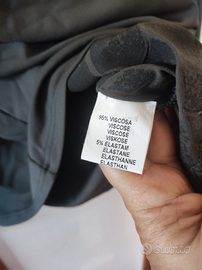 95% VISCOSA
VISCOSE
VISCOSE
VISKOSE
5% ELASTAM
ELASTANE
ELASTHANNE
ELASTHAN